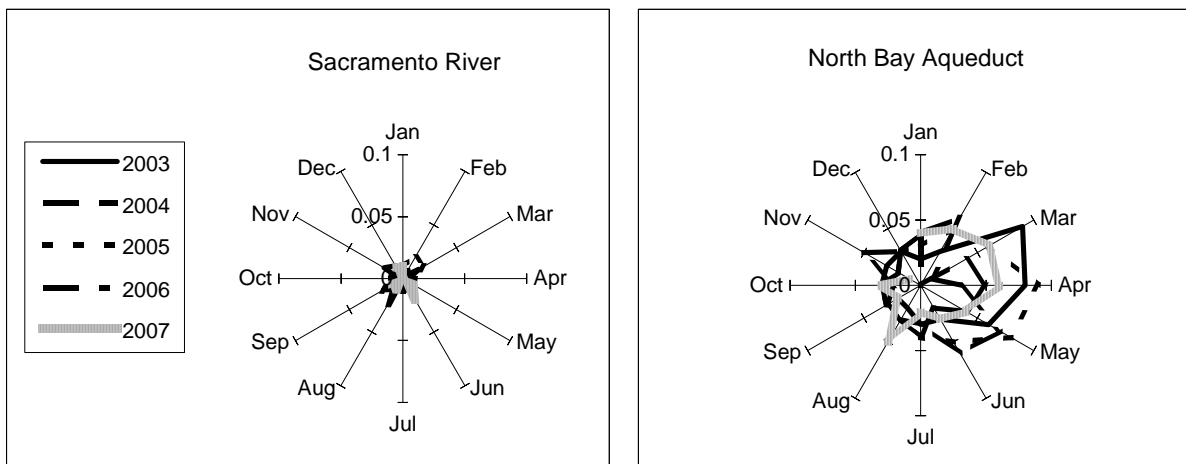 Sacramento River
2003
2004
2005
2006
2007
Jan
Feb
Mar
Apr
May
Jun
Jul
Aug
Sep
Oct
Nov
Dec
0.1
0.05
0
North Bay Aqueduct
Jan
Feb
Mar
Apr
May
Jun
Jul
Aug
Sep
Oct
Nov
Dec
0.1
0.05
0